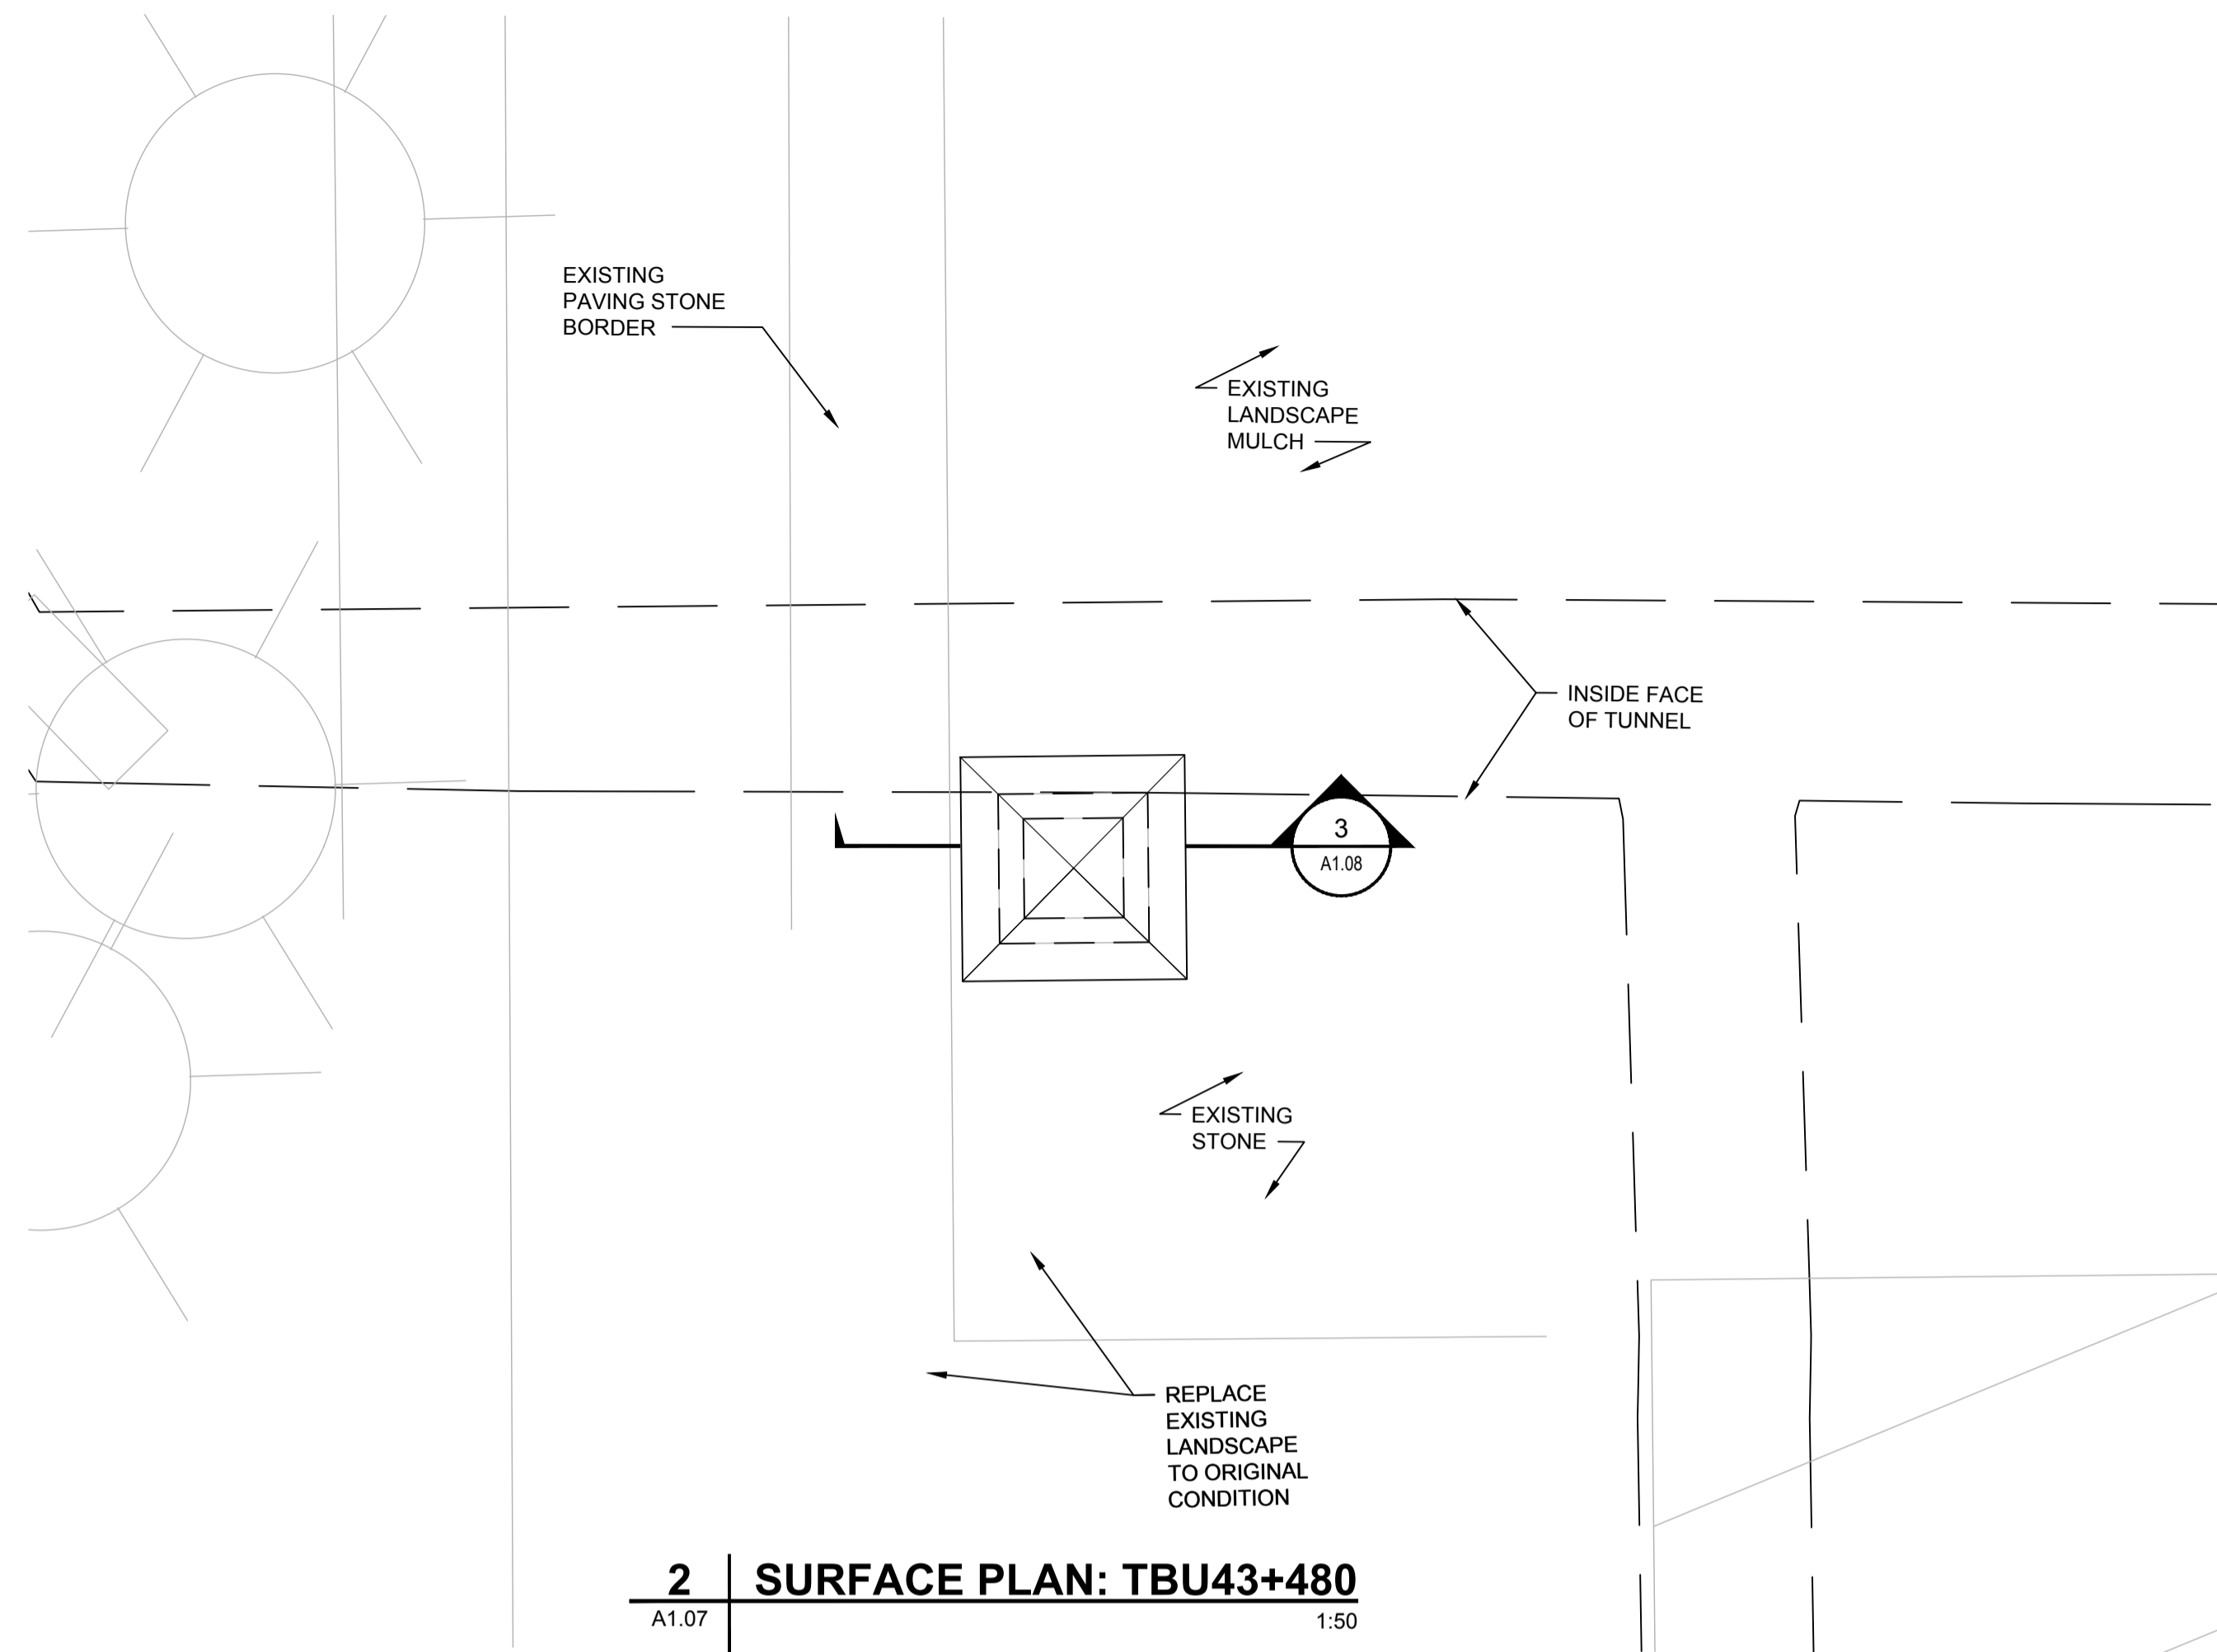 EXISTING
PAVING STONE
BORDER
EXISTING
LANDSCAPE
MULCH
INSIDE FACE
OF TUNNEL
3
A1.08
EXISTING
STONE
REPLACE
EXISTING
LANDSCAPE
TO ORIGINAL
CONDITION
2
SURFACE PLAN: TBU43+480
A1.07
1:50